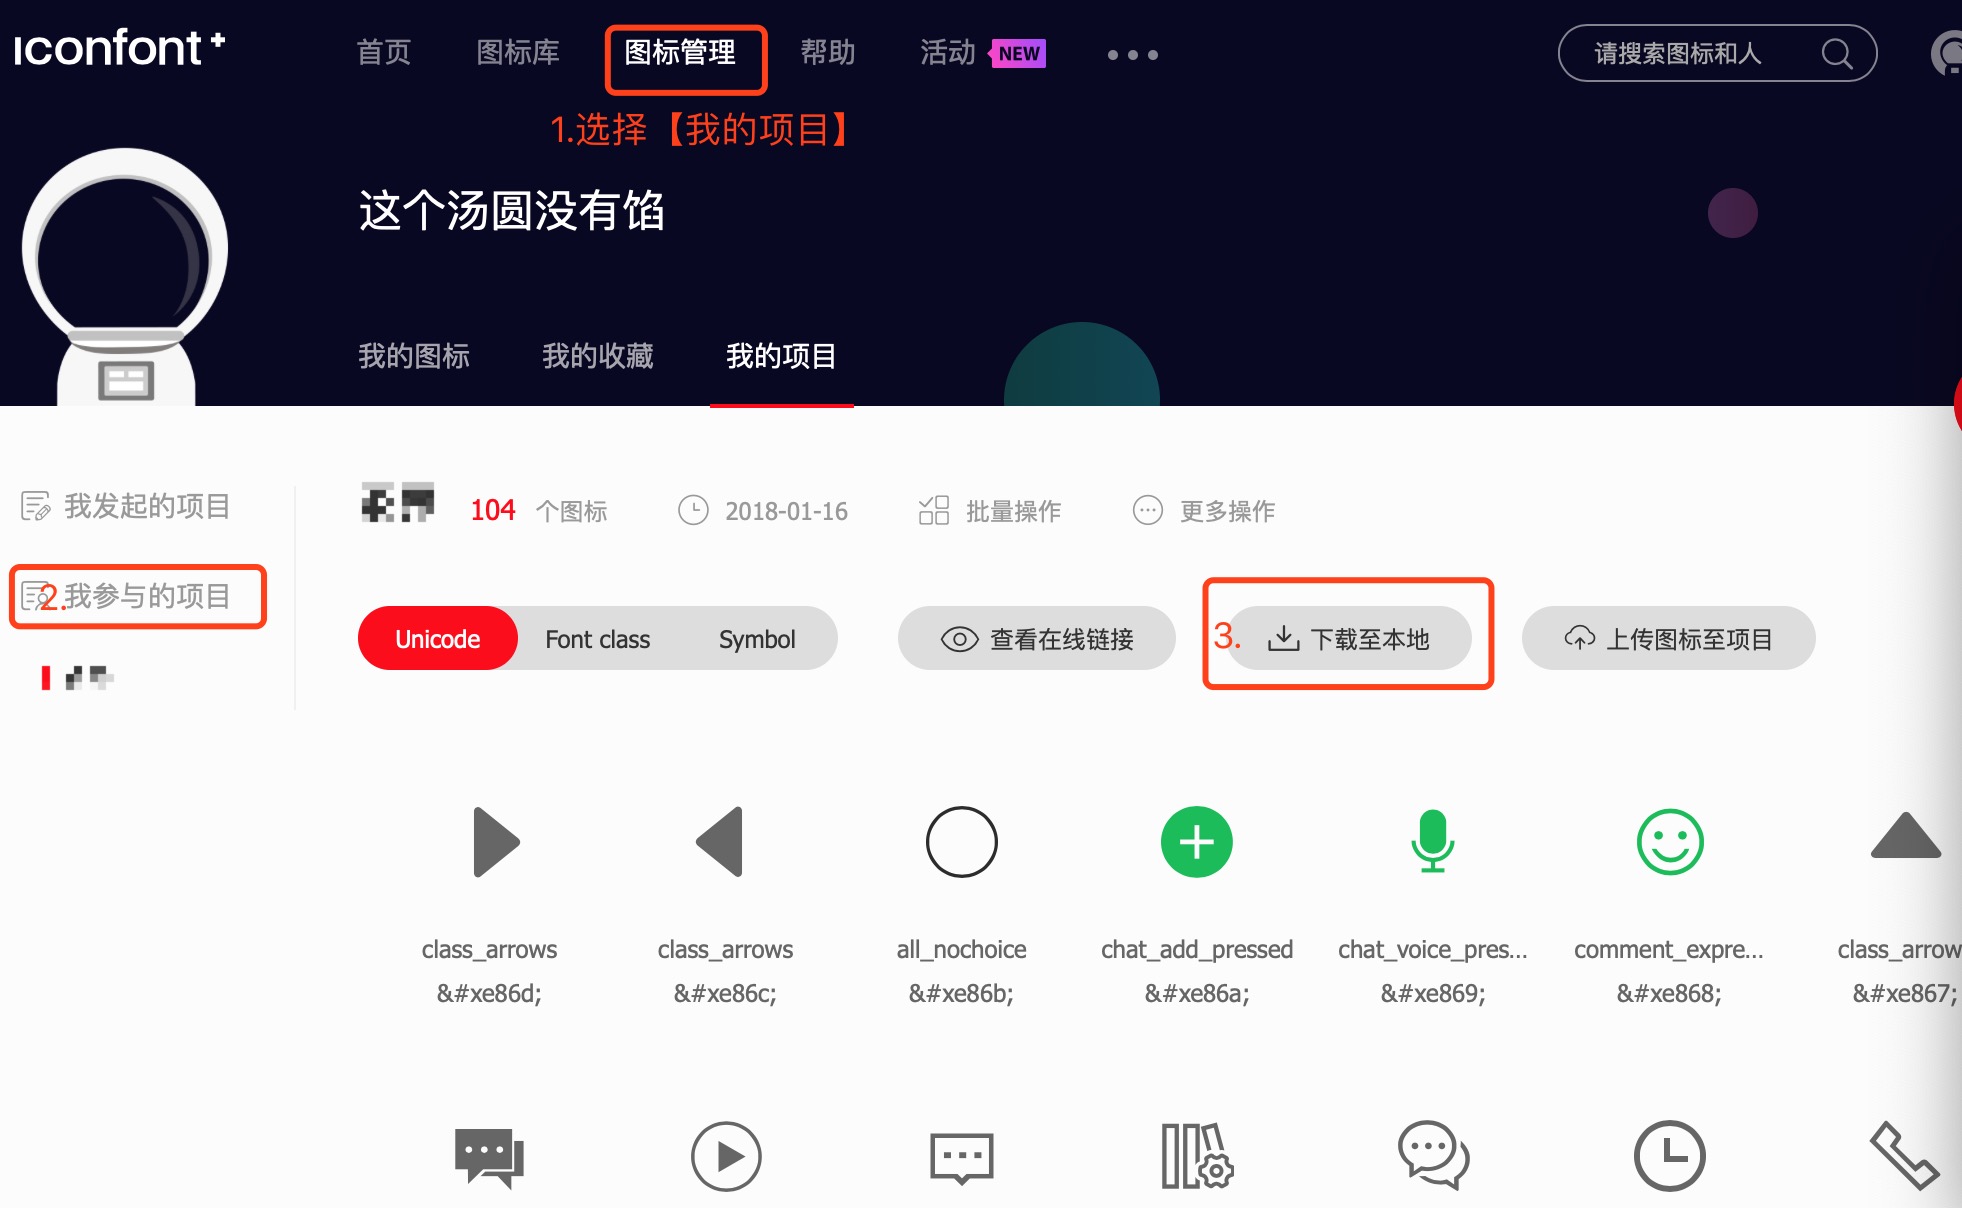 ıconfont+
首页 图标库 图标管理 帮助 活动 NEW 请搜索图标和人
1.选择【我的项目】
这个汤圆没有馅
我的图标 我的收藏 我的项目
我发起的项目
104 个图标 2018-01-16 批量操作 更多操作
2.我参与的项目
Unicode Font class Symbol 查看在线链接 3. 下载至本地 上传图标至项目
class_arrows class_arrows all_nochoice chat_add_pressed chat_voice_pres... comment_expre... class_arrow
&#xe86d; &#xe86c; &#xe86b; &#xe86a; &#xe869; &#xe868; &#xe867;